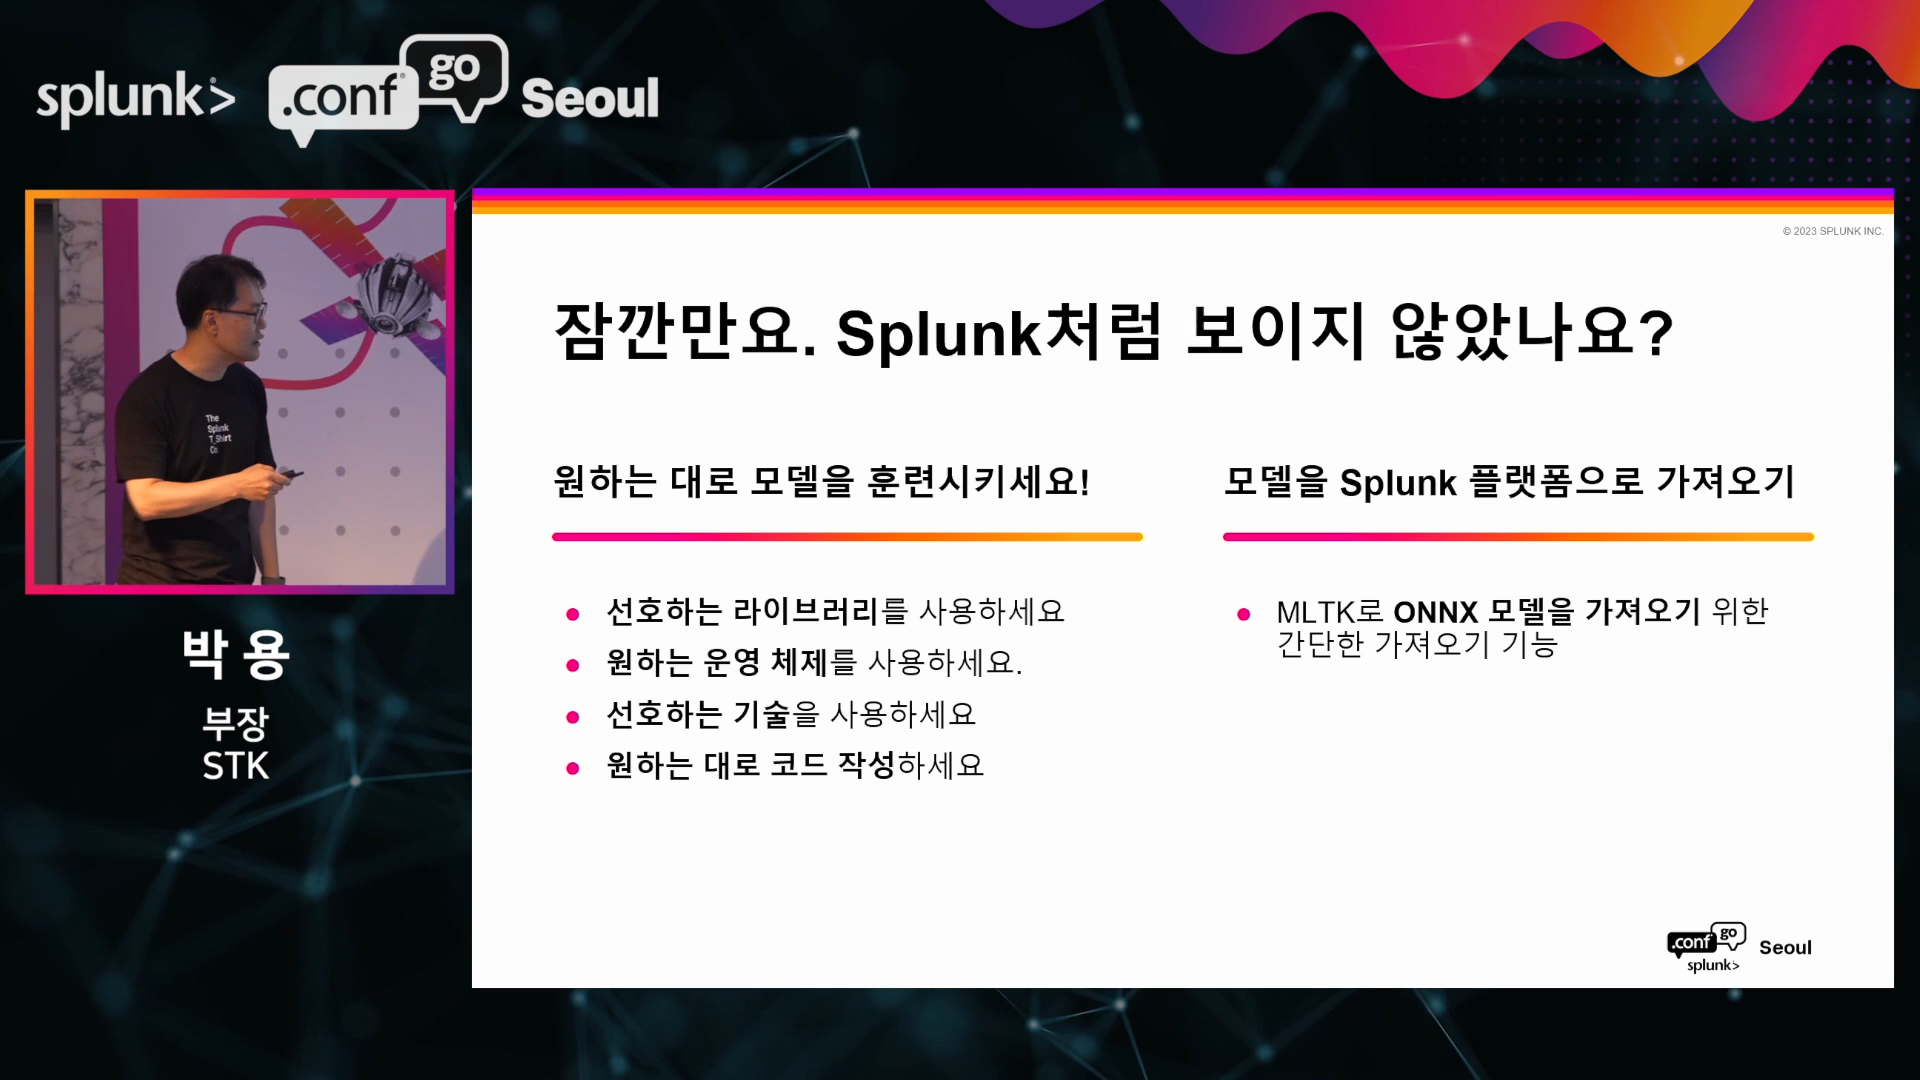 splunk> .conf go Seoul
The
Splunk
T_Shirt
Co
박 용
부장
STK
© 2023 SPLUNK INC.
잠깐만요. Splunk처럼 보이지 않았나요?
원하는 대로 모델을 훈련시키세요!
선호하는 라이브러리를 사용하세요
원하는 운영 체제를 사용하세요.
선호하는 기술을 사용하세요
원하는 대로 코드 작성하세요
모델을 Splunk 플랫폼으로 가져오기
MLTK로 ONNX 모델을 가져오기 위한
간단한 가져오기 기능
.conf go Seoul
splunk>